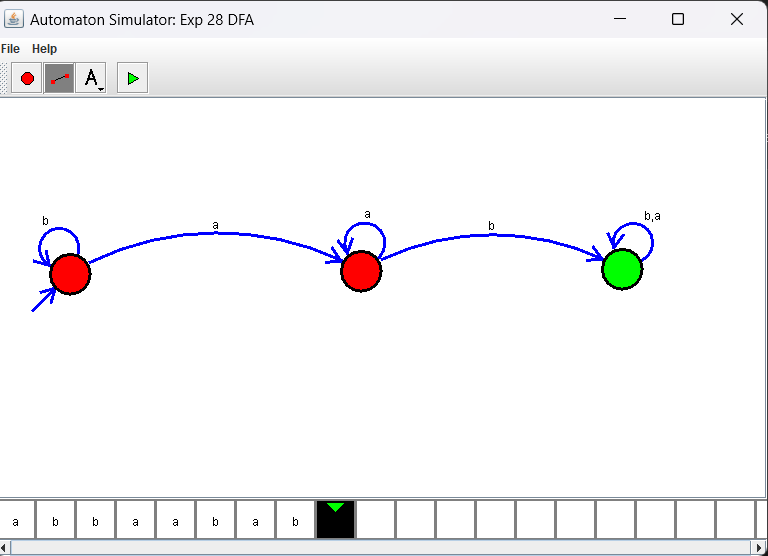 Automaton Simulator: Exp 28 DFA
File Help
A
b a a b b,a
a b b a a b a b